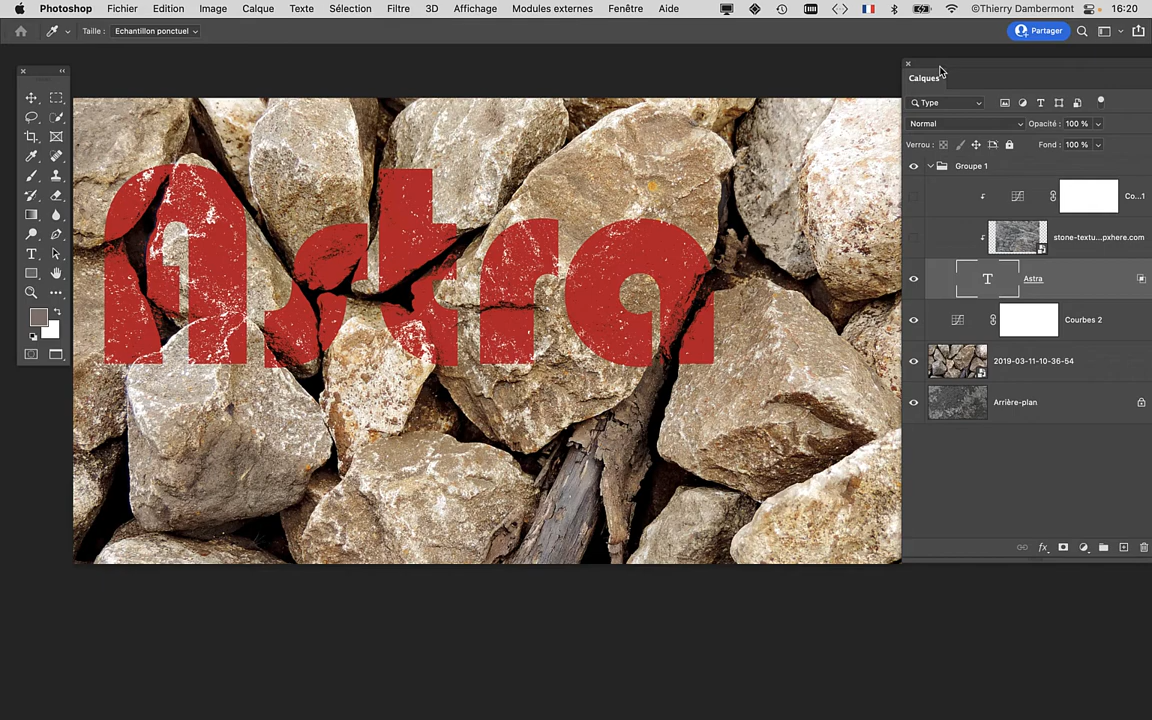 Photoshop Fichier Edition Image Calque Texte Sélection Filtre 3D Affichage Modules externes Fenêtre Aide ©Thierry Dambermont 16:20
Taille : Echantillon ponctuel Partager
Calques
Type
Normal Opacité : 100 %
Verrou : Fond : 100 %
Groupe 1
Co...1
stone-textu...pxhere.com
T Astra
Courbes 2
2019-03-11-10-36-54
Arrière-plan
fx
Astra